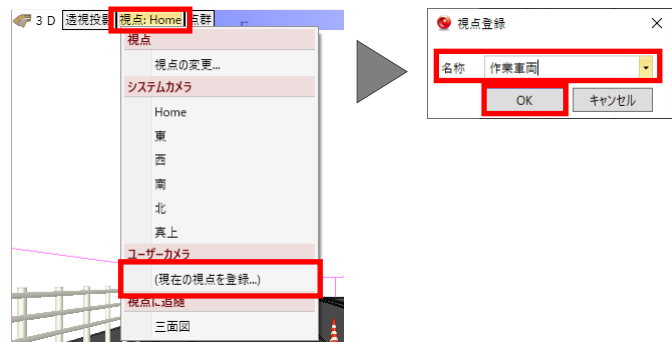 3 D 透視投影 視点: Home 点群
視点
視点の変更...
システムカメラ
Home
東
西
南
北
真上
ユーザーカメラ
(現在の視点を登録...)
視点に追随
三面図
視点登録
名称 作業車両
OK キャンセル